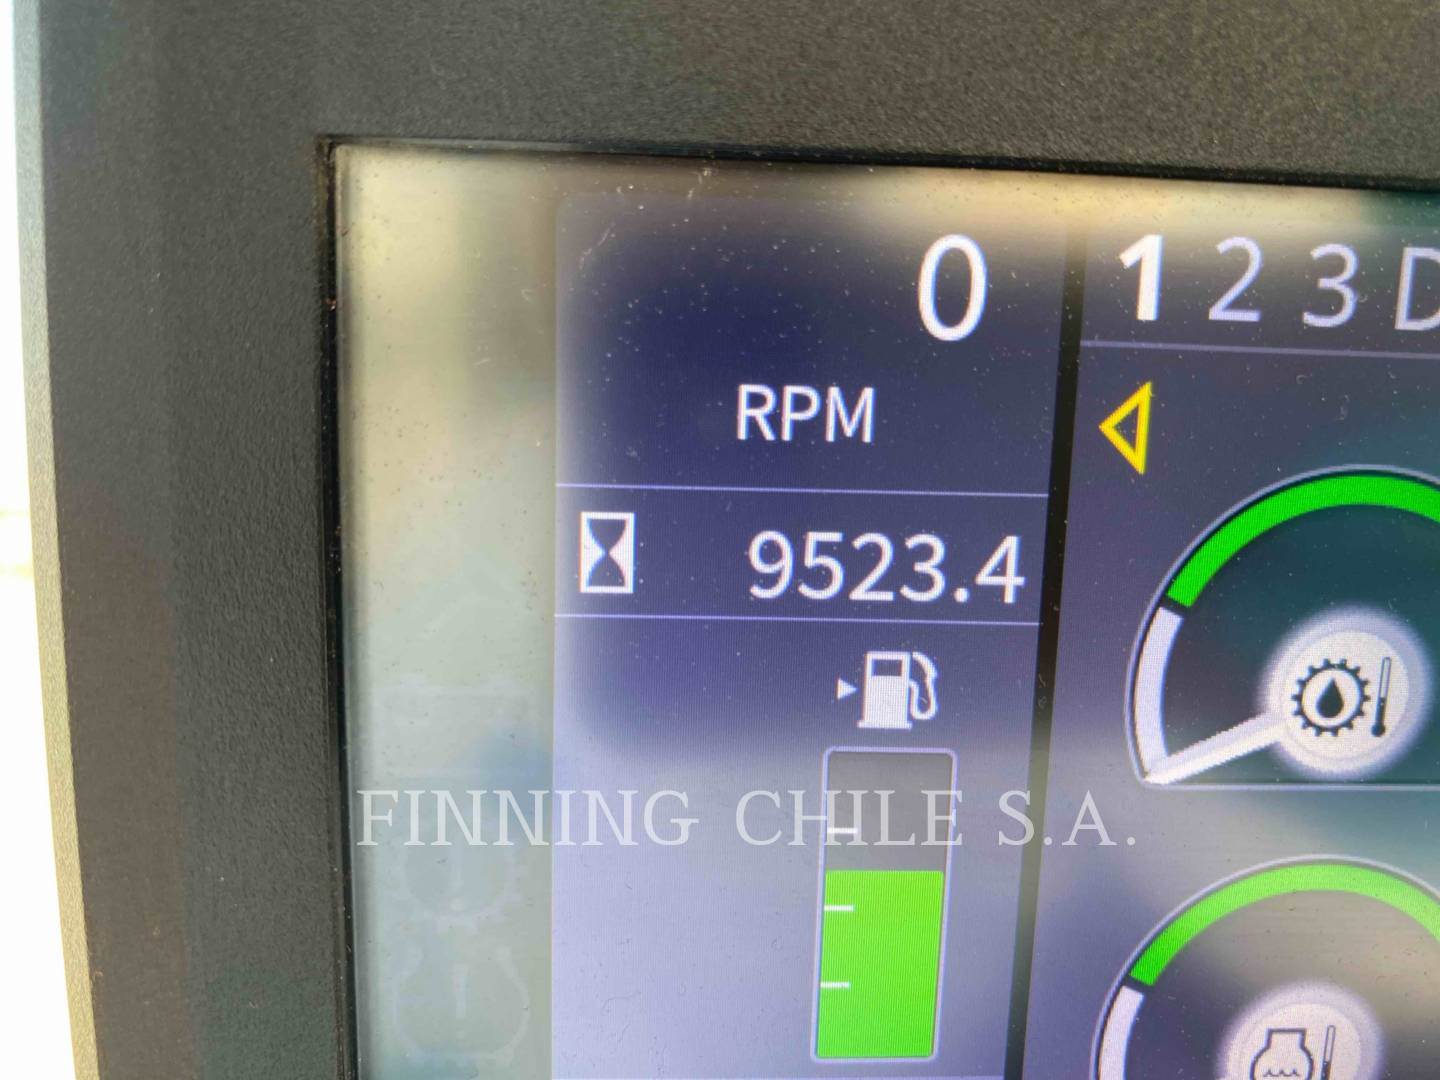 0
1 2 3 D
RPM
9523.4
FINNING CHILE S.A.